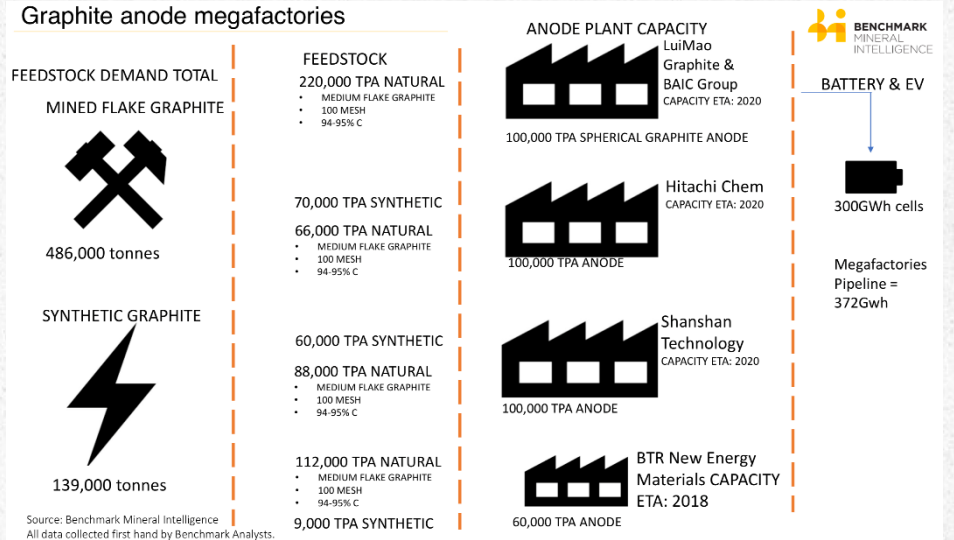 Graphite anode megafactories
BENCHMARK
MINERAL
INTELLIGENCE
FEEDSTOCK DEMAND TOTAL
MINED FLAKE GRAPHITE
486,000 tonnes
SYNTHETIC GRAPHITE
139,000 tonnes
FEEDSTOCK
220,000 TPA NATURAL
• MEDIUM FLAKE GRAPHITE
• 100 MESH
• 94-95% C
70,000 TPA SYNTHETIC
66,000 TPA NATURAL
• MEDIUM FLAKE GRAPHITE
• 100 MESH
• 94-95% C
60,000 TPA SYNTHETIC
88,000 TPA NATURAL
• MEDIUM FLAKE GRAPHITE
• 100 MESH
• 94-95% C
112,000 TPA NATURAL
• MEDIUM FLAKE GRAPHITE
• 100 MESH
• 94-95% C
9,000 TPA SYNTHETIC
ANODE PLANT CAPACITY
LuiMao
Graphite &
BAIC Group
CAPACITY ETA: 2020
100,000 TPA SPHERICAL GRAPHITE ANODE
Hitachi Chem
CAPACITY ETA: 2020
100,000 TPA ANODE
Shanshan
Technology
CAPACITY ETA: 2020
100,000 TPA ANODE
BTR New Energy
Materials CAPACITY
ETA: 2018
60,000 TPA ANODE
BATTERY & EV
300GWh cells
Megafactories
Pipeline =
372Gwh
Source: Benchmark Mineral Intelligence
All data collected first hand by Benchmark Analysts.